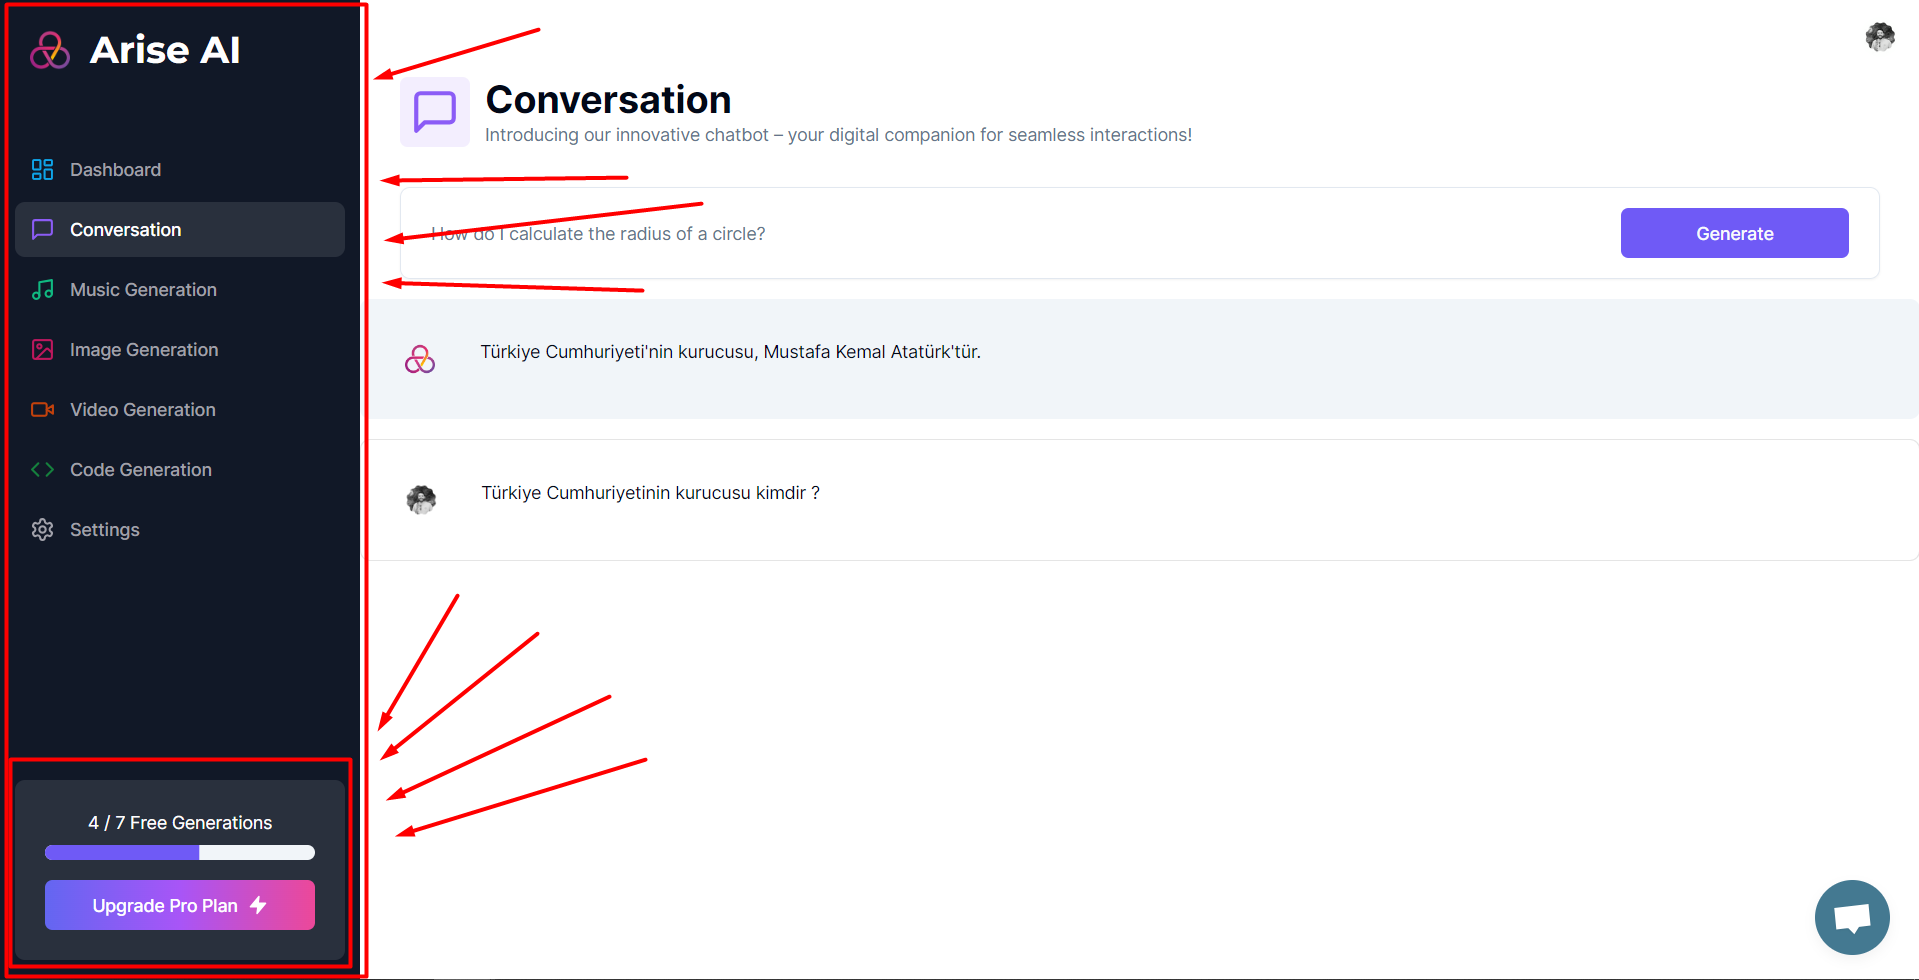 Arise AI
Dashboard
Conversation
Music Generation
Image Generation
Video Generation
Code Generation
Settings
4 / 7 Free Generations
Upgrade Pro Plan
Conversation
Introducing our innovative chatbot – your digital companion for seamless interactions!
How do I calculate the radius of a circle?
Generate
Türkiye Cumhuriyeti'nin kurucusu, Mustafa Kemal Atatürk'tür.
Türkiye Cumhuriyetinin kurucusu kimdir ?